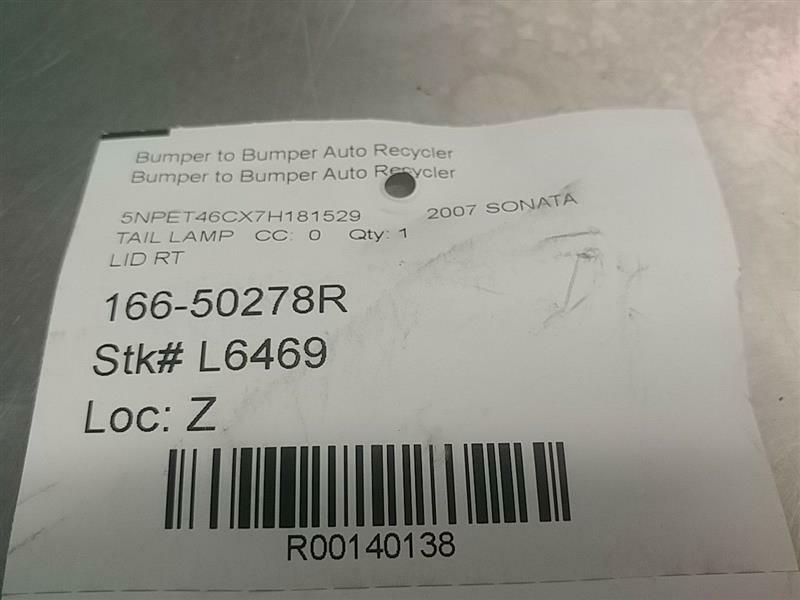 Bumper to Bumper Auto Recycler
Bumper to Bumper Auto Recycler
5NPET46CX7H181529 2007 SONATA
TAIL LAMP CC: 0 Qty: 1
LID RT
166-50278R
Stk# L6469
Loc: Z
R00140138